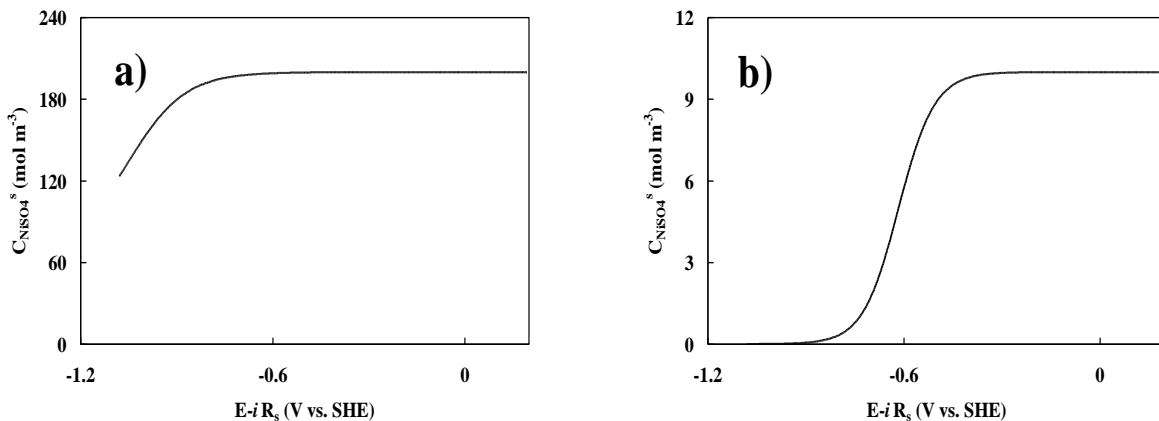 240
180
120
60
0
-1.2
-0.6
0
C_NiSO4^s (mol m^-3)
E-i R_s (V vs. SHE)
a)
12
9
6
3
0
-1.2
-0.6
0
C_NiSO4^s (mol m^-3)
E-i R_s (V vs. SHE)
b)